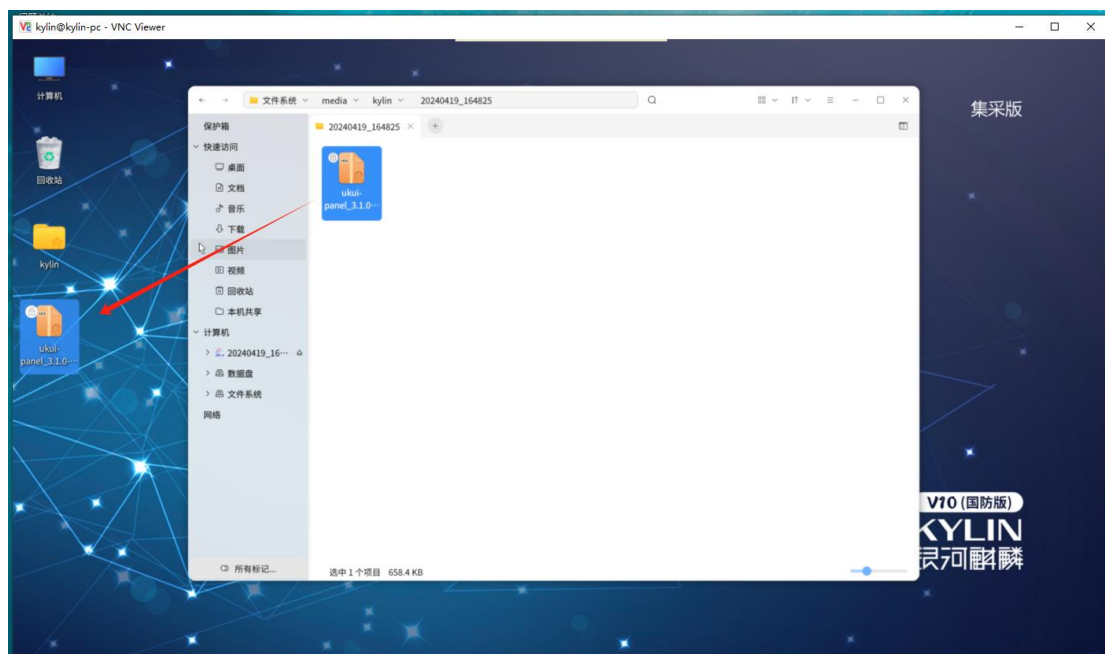 kylin@kylin-pc - VNC Viewer
计算机
回收站
kylin
ukui-
panel_3.1.0…
文件系统 media kylin 20240419_164825
保护箱
快速访问
桌面
文档
音乐
下载
图片
视频
回收站
本机共享
计算机
20240419_16…
数据盘
文件系统
网络
所有标记...
20240419_164825
ukui-
panel_3.1.0…
选中 1 个项目 658.4 KB
集采版
V10 (国防版)
KYLIN
银河麒麟